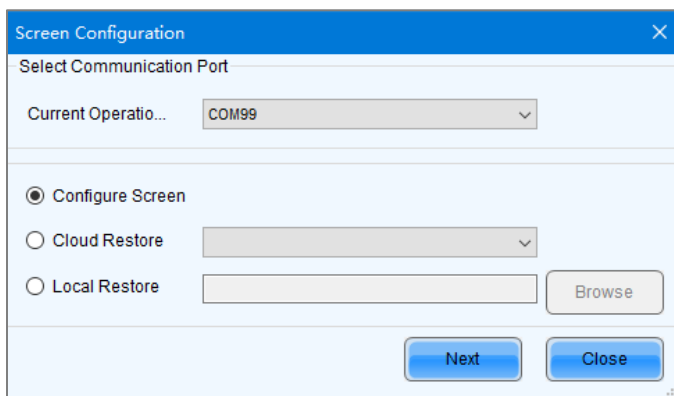 Screen Configuration
Select Communication Port
Current Operatio... COM99
Configure Screen
Cloud Restore
Local Restore Browse
Next Close